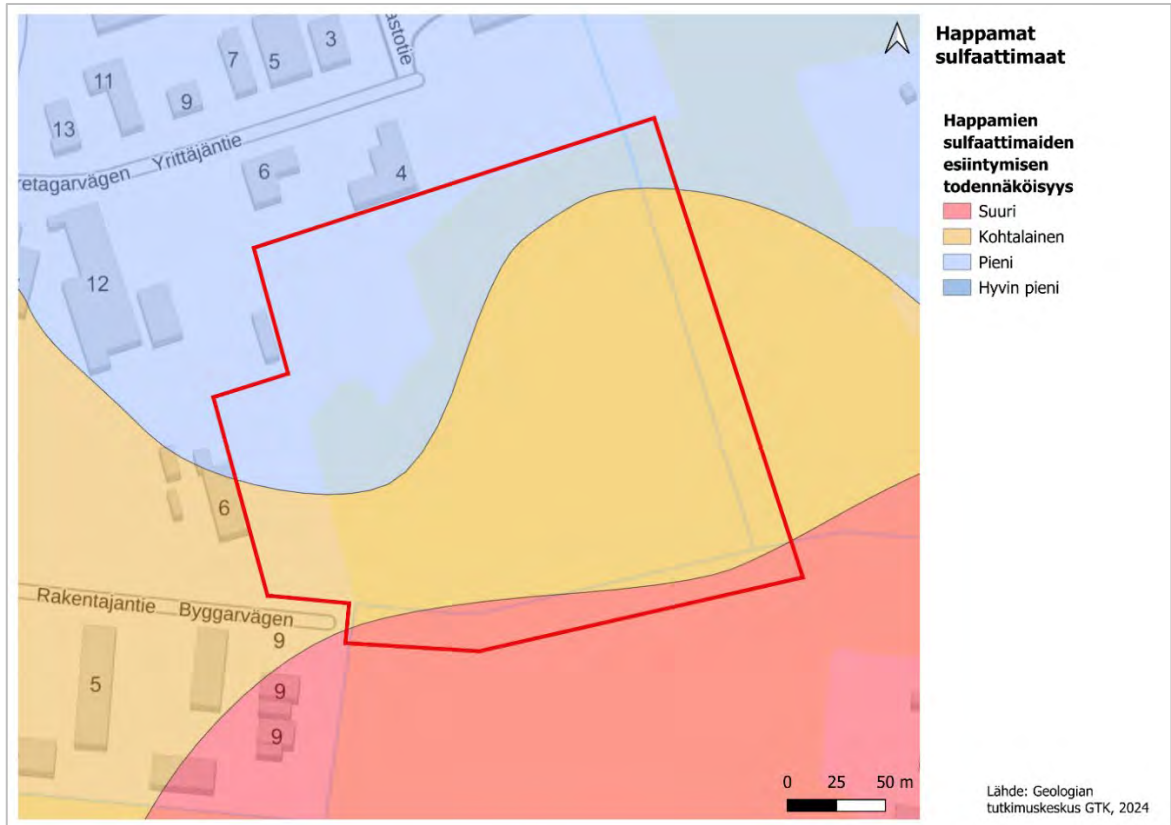 Happamat
sulfaattimaat
Happamien
sulfaattimaiden
esiintymisen
todennäköisyys
Suuri
Kohtalainen
Pieni
Hyvin pieni
3
7
5
11
9
13
Yrittäjäntie
retagarvägen
6
4
12
6
Rakentajantie Byggarvägen
9
5
9
9
0 25 50 m
Lähde: Geologian
tutkimuskeskus GTK, 2024